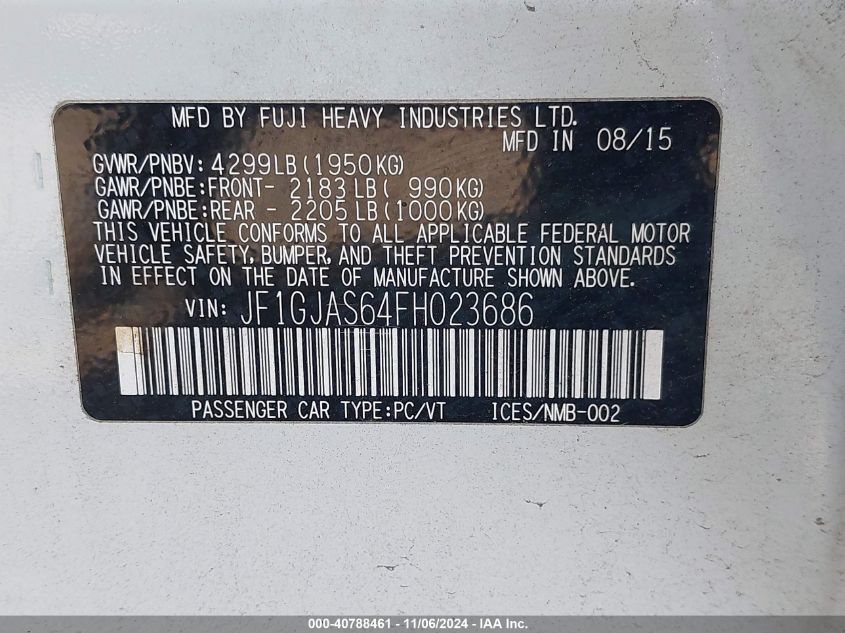 MFD BY FUJI HEAVY INDUSTRIES LTD.
MFD IN 08/15
GVWR/PNBV: 4299LB(1950KG)
GAWR/PNBE:FRONT- 2183LB( 990KG)
GAWR/PNBE:REAR - 2205LB(1000KG)
THIS VEHICLE CONFORMS TO ALL APPLICABLE FEDERAL MOTOR
VEHICLE SAFETY, BUMPER, AND THEFT PREVENTION STANDARDS
IN EFFECT ON THE DATE OF MANUFACTURE SHOWN ABOVE.
VIN: JF1GJAS64FH023686
PASSENGER CAR TYPE:PC/VT ICES/NMB-002
000-40788461 - 11/06/2024 - IAA Inc.